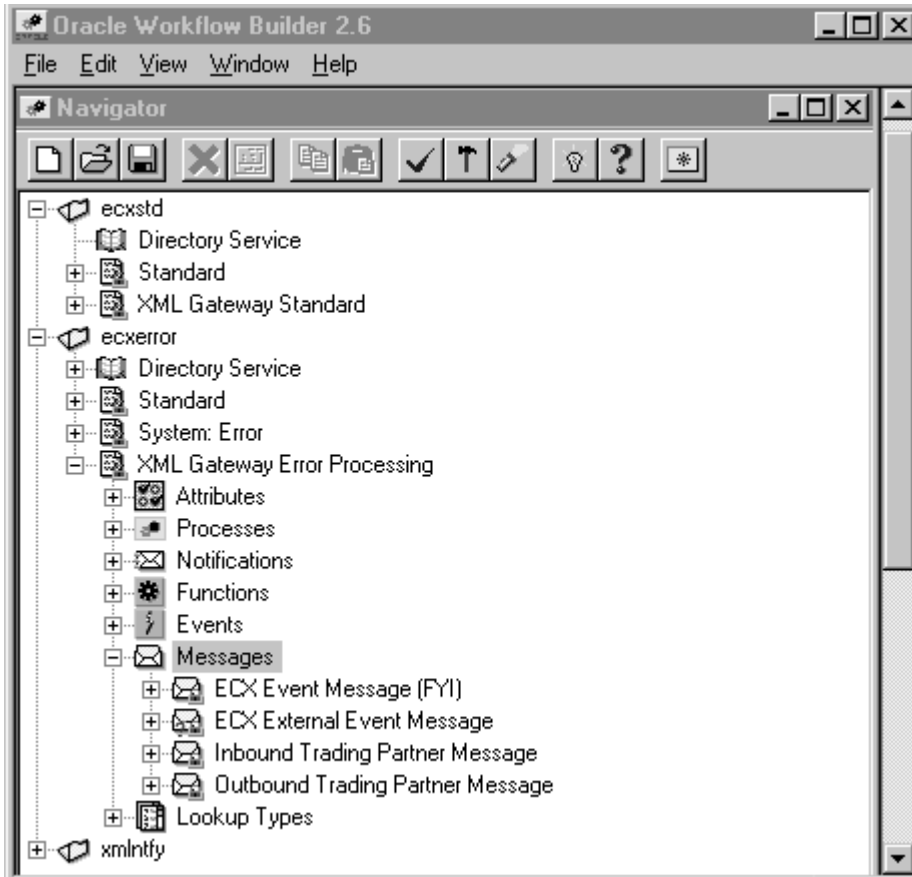 Oracle Workflow Builder 2.6
File Edit View Window Help
Navigator
ecxstd
Directory Service
Standard
XML Gateway Standard
ecxerror
Directory Service
Standard
System: Error
XML Gateway Error Processing
Attributes
Processes
Notifications
Functions
Events
Messages
ECX Event Message (FYI)
ECX External Event Message
Inbound Trading Partner Message
Outbound Trading Partner Message
Lookup Types
xmlntfy